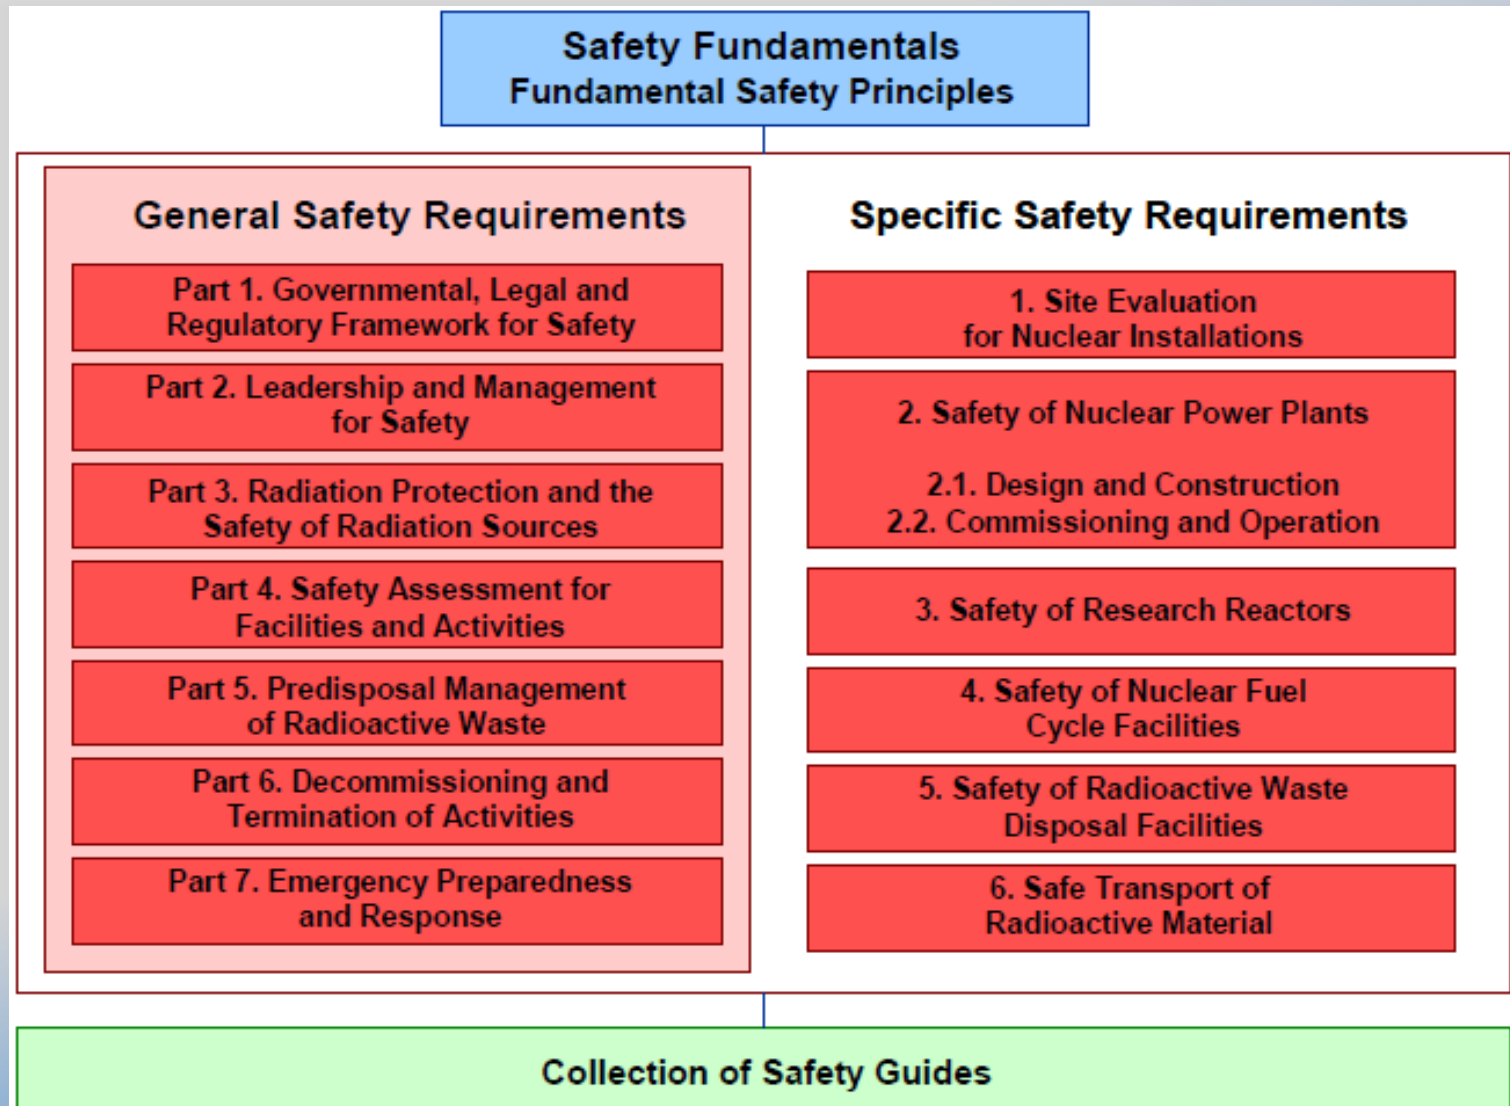 Safety Fundamentals
Fundamental Safety Principles
General Safety Requirements
Part 1. Governmental, Legal and
Regulatory Framework for Safety
Part 2. Leadership and Management
for Safety
Part 3. Radiation Protection and the
Safety of Radiation Sources
Part 4. Safety Assessment for
Facilities and Activities
Part 5. Predisposal Management
of Radioactive Waste
Part 6. Decommissioning and
Termination of Activities
Part 7. Emergency Preparedness
and Response
Specific Safety Requirements
1. Site Evaluation
for Nuclear Installations
2. Safety of Nuclear Power Plants
2.1. Design and Construction
2.2. Commissioning and Operation
3. Safety of Research Reactors
4. Safety of Nuclear Fuel
Cycle Facilities
5. Safety of Radioactive Waste
Disposal Facilities
6. Safe Transport of
Radioactive Material
Collection of Safety Guides